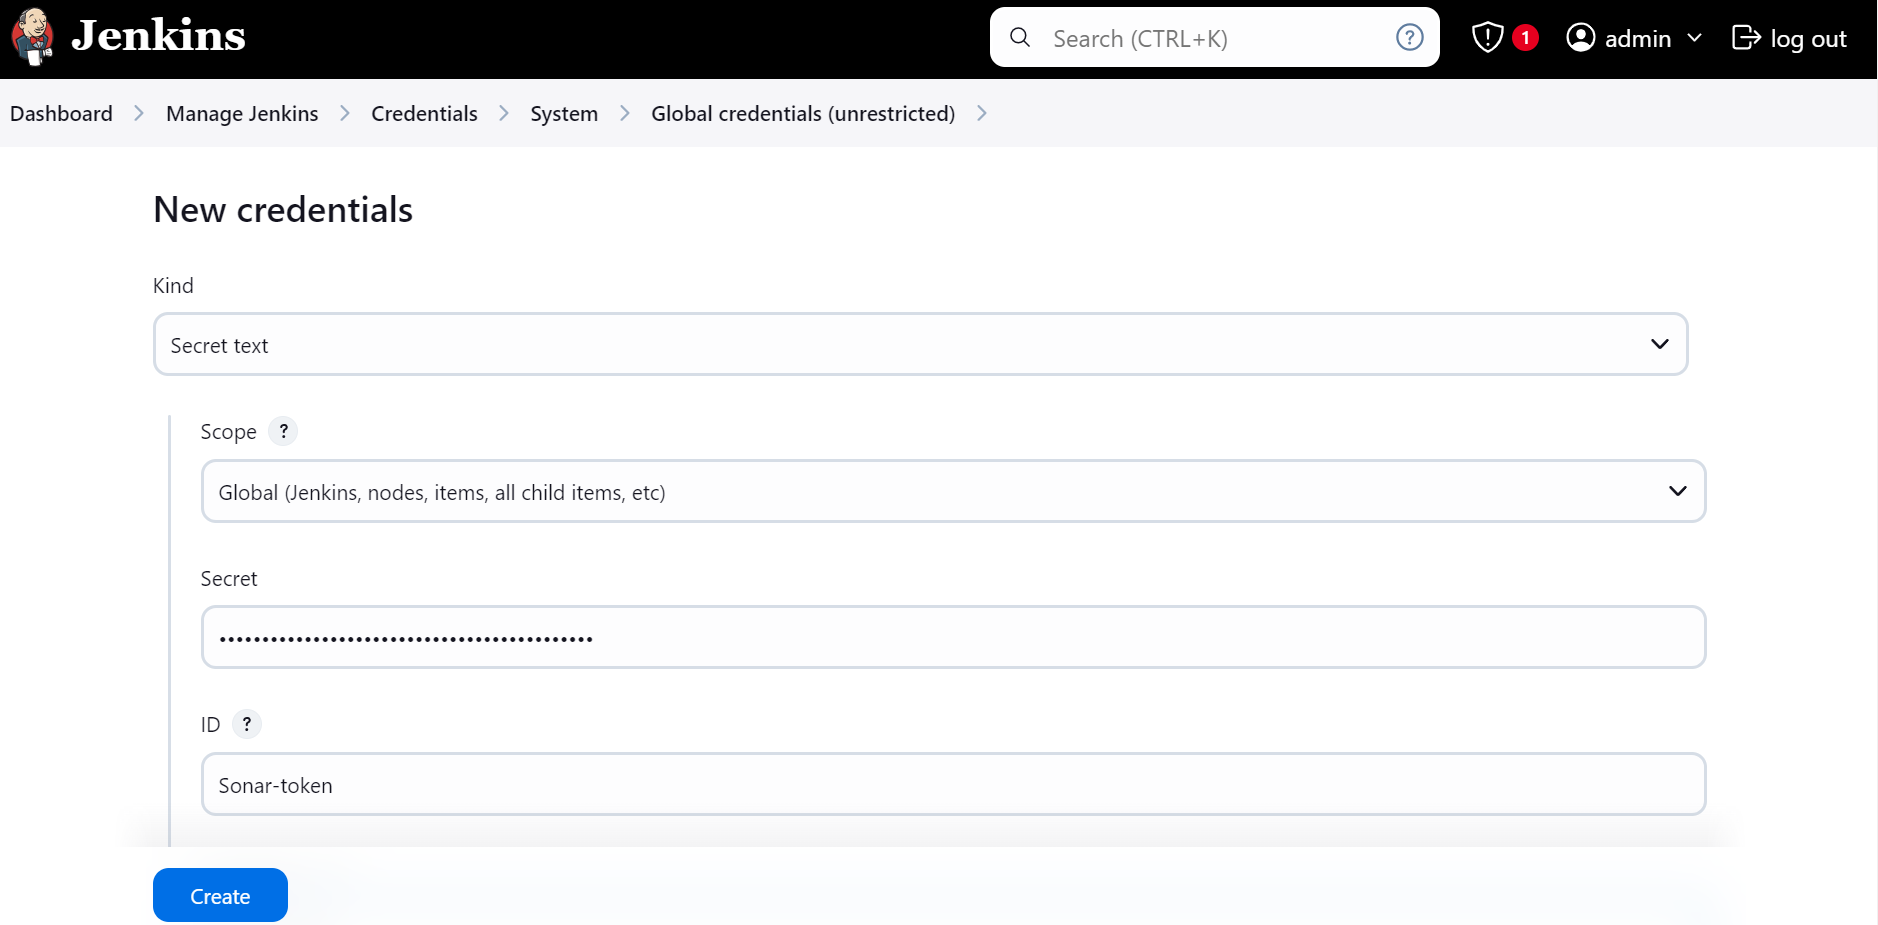 Jenkins
Search (CTRL+K)
?
1
admin
log out
Dashboard > Manage Jenkins > Credentials > System > Global credentials (unrestricted) >
New credentials
Kind
Secret text
Scope ?
Global (Jenkins, nodes, items, all child items, etc)
Secret
ID ?
Sonar-token
Create